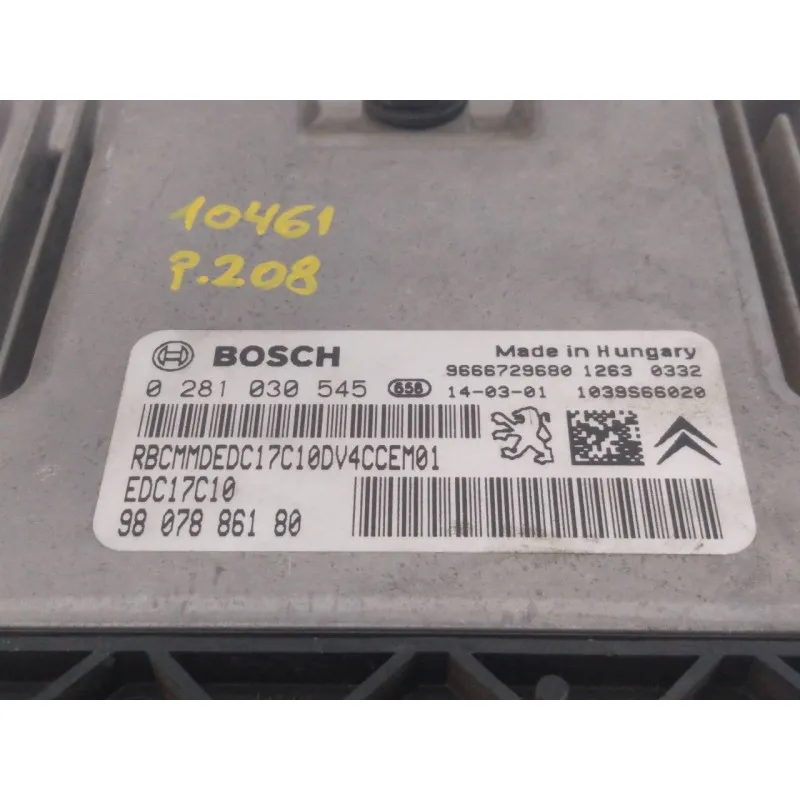 10461
P.208
BOSCH
Made in Hungary
9666729680 1263 0332
0 281 030 545
658
14-03-01 1039S66020
RBCMMDEDC17C10DV4CCEM01
EDC17C10
98 078 861 80